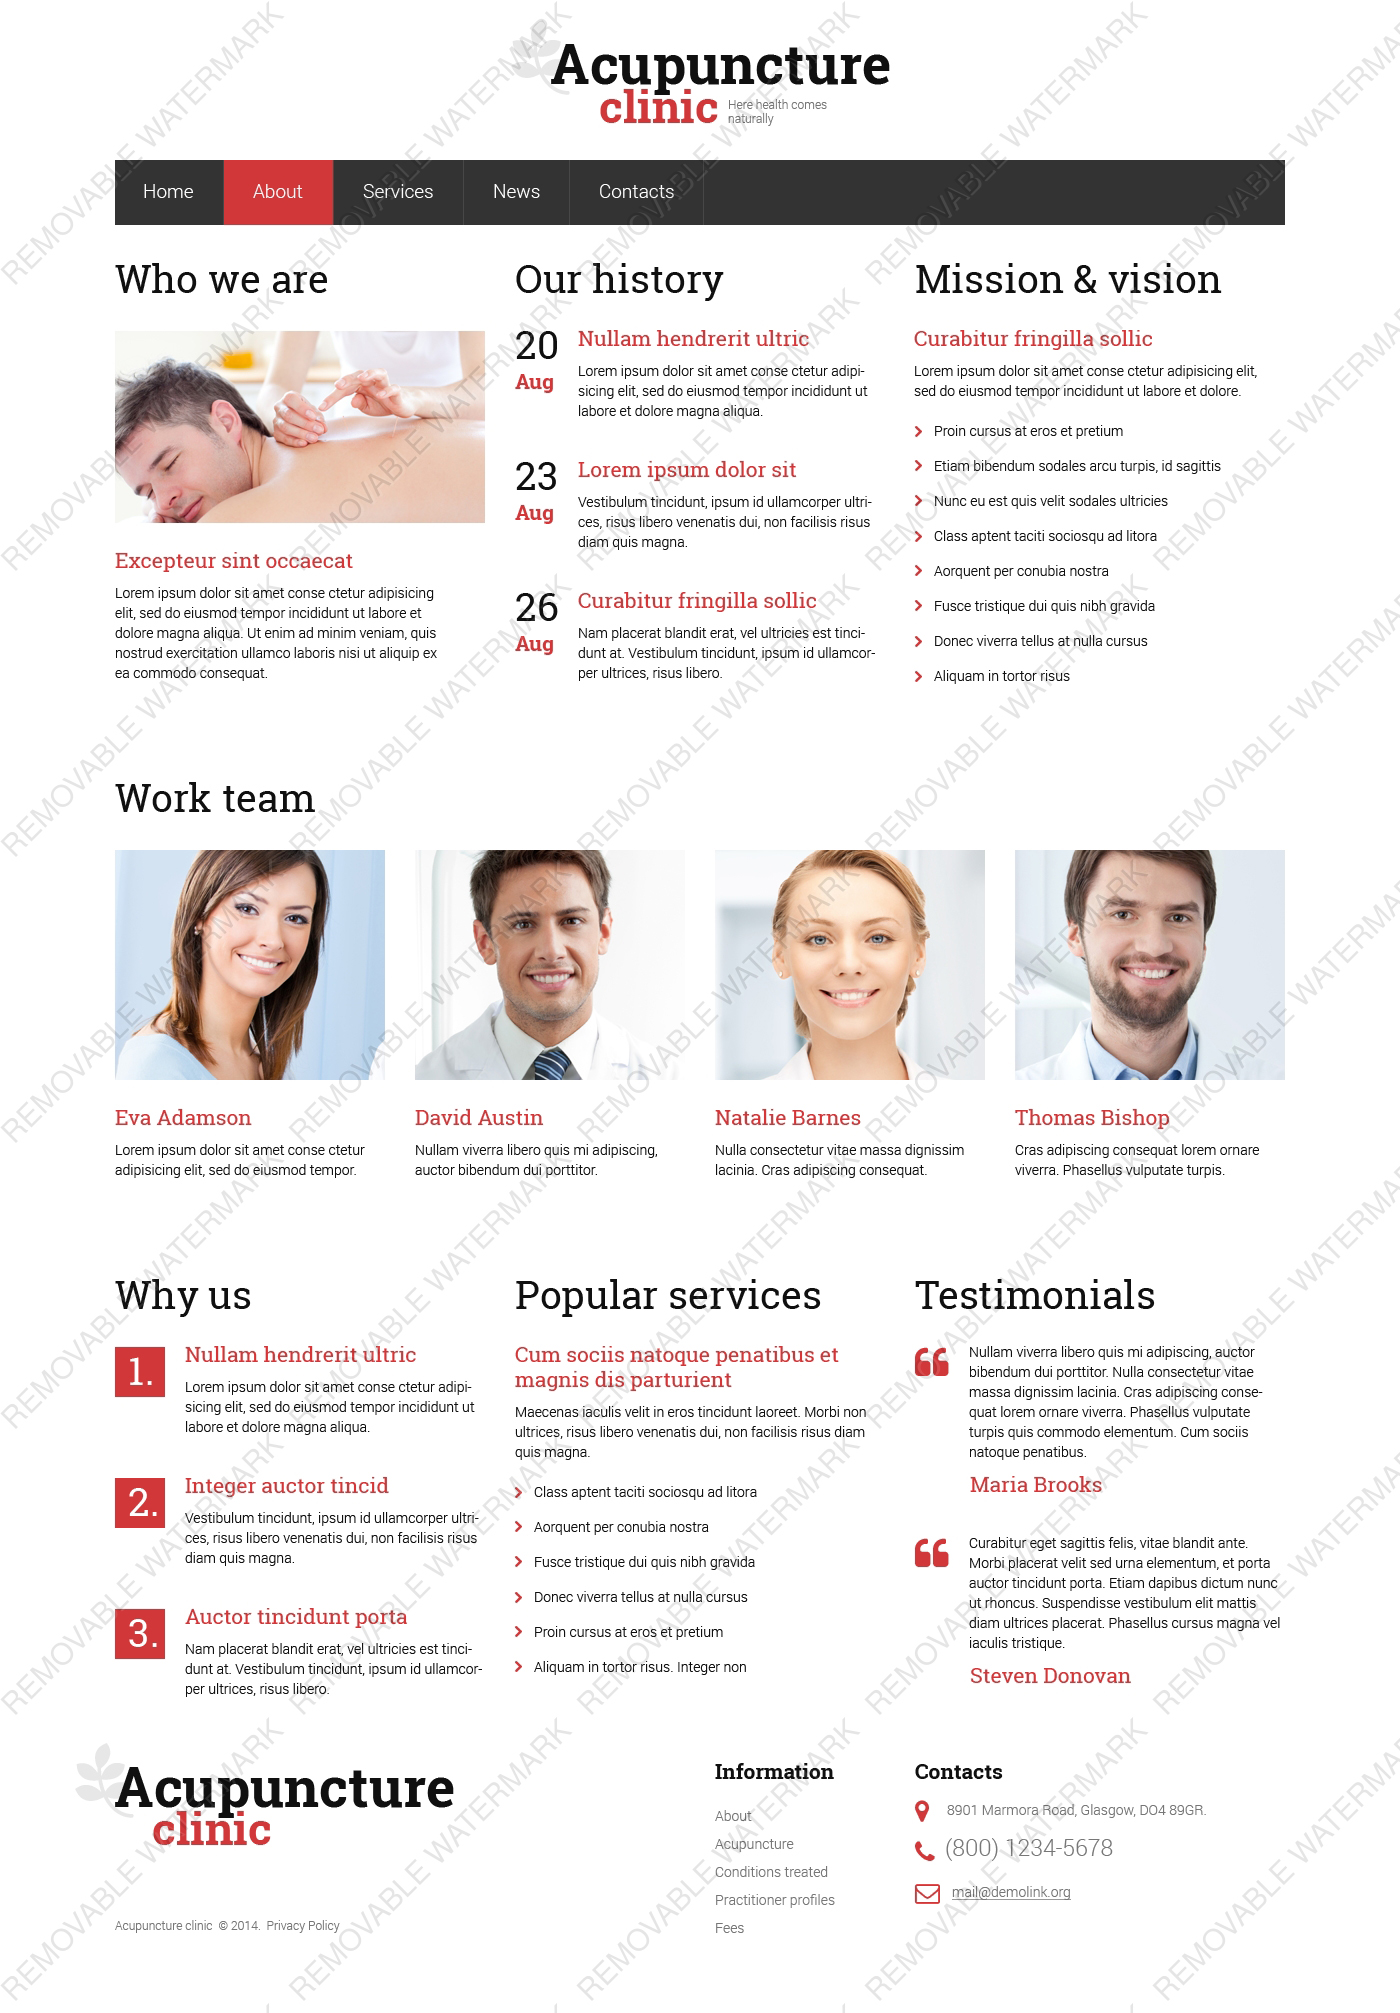 Acupuncture
clinic
Here health comes
naturally
Home
About
Services
News
Contacts
Who we are
Excepteur sint occaecat
Lorem ipsum dolor sit amet conse ctetur adipisicing
elit, sed do eiusmod tempor incididunt ut labore et
dolore magna aliqua. Ut enim ad minim veniam, quis
nostrud exercitation ullamco laboris nisi ut aliquip ex
ea commodo consequat.
Our history
20
Aug
Nullam hendrerit ultric
Lorem ipsum dolor sit amet conse ctetur adipi-
sicing elit, sed do eiusmod tempor incididunt ut
labore et dolore magna aliqua.
23
Aug
Lorem ipsum dolor sit
Vestibulum tincidunt, ipsum id ullamcorper ultri-
ces, risus libero venenatis dui, non facilisis risus
diam quis magna.
26
Aug
Curabitur fringilla sollic
Nam placerat blandit erat, vel ultricies est tinci-
dunt at. Vestibulum tincidunt, ipsum id ullamcor-
per ultrices, risus libero.
Mission & vision
Curabitur fringilla sollic
Lorem ipsum dolor sit amet conse ctetur adipisicing elit,
sed do eiusmod tempor incididunt ut labore et dolore.
Proin cursus at eros et pretium
Etiam bibendum sodales arcu turpis, id sagittis
Nunc eu est quis velit sodales ultricies
Class aptent taciti sociosqu ad litora
Aorquent per conubia nostra
Fusce tristique dui quis nibh gravida
Donec viverra tellus at nulla cursus
Aliquam in tortor risus
Work team
Eva Adamson
Lorem ipsum dolor sit amet conse ctetur
adipisicing elit, sed do eiusmod tempor.
David Austin
Nullam viverra libero quis mi adipiscing,
auctor bibendum dui porttitor.
Natalie Barnes
Nulla consectetur vitae massa dignissim
lacinia. Cras adipiscing consequat.
Thomas Bishop
Cras adipiscing consequat lorem ornare
viverra. Phasellus vulputate turpis.
Why us
1.
Nullam hendrerit ultric
Lorem ipsum dolor sit amet conse ctetur adipi-
sicing elit, sed do eiusmod tempor incididunt ut
labore et dolore magna aliqua.
2.
Integer auctor tincid
Vestibulum tincidunt, ipsum id ullamcorper ultri-
ces, risus libero venenatis dui, non facilisis risus
diam quis magna.
3.
Auctor tincidunt porta
Nam placerat blandit erat, vel ultricies est tinci-
dunt at. Vestibulum tincidunt, ipsum id ullamcor-
per ultrices, risus libero.
Popular services
Cum sociis natoque penatibus et
magnis dis parturient
Maecenas iaculis velit in eros tincidunt laoreet. Morbi non
ultrices, risus libero venenatis dui, non facilisis risus diam
quis magna.
Class aptent taciti sociosqu ad litora
Aorquent per conubia nostra
Fusce tristique dui quis nibh gravida
Donec viverra tellus at nulla cursus
Proin cursus at eros et pretium
Aliquam in tortor risus. Integer non
Testimonials
Nullam viverra libero quis mi adipiscing, auctor
bibendum dui porttitor. Nulla consectetur vitae
massa dignissim lacinia. Cras adipiscing conse-
quat lorem ornare viverra. Phasellus vulputate
turpis quis commodo elementum. Cum sociis
natoque penatibus.
Maria Brooks
Curabitur eget sagittis felis, vitae blandit ante.
Morbi placerat velit sed urna elementum, et porta
auctor tincidunt porta. Etiam dapibus dictum nunc
ut rhoncus. Suspendisse vestibulum elit mattis
diam ultrices placerat. Phasellus cursus magna vel
iaculis tristique.
Steven Donovan
Acupuncture
clinic
Acupuncture clinic © 2014. Privacy Policy
Information
About
Acupuncture
Conditions treated
Practitioner profiles
Fees
Contacts
8901 Marmora Road, Glasgow, DO4 89GR.
(800) 1234-5678
mail@demolink.org
REMOVABLE WATERMARK